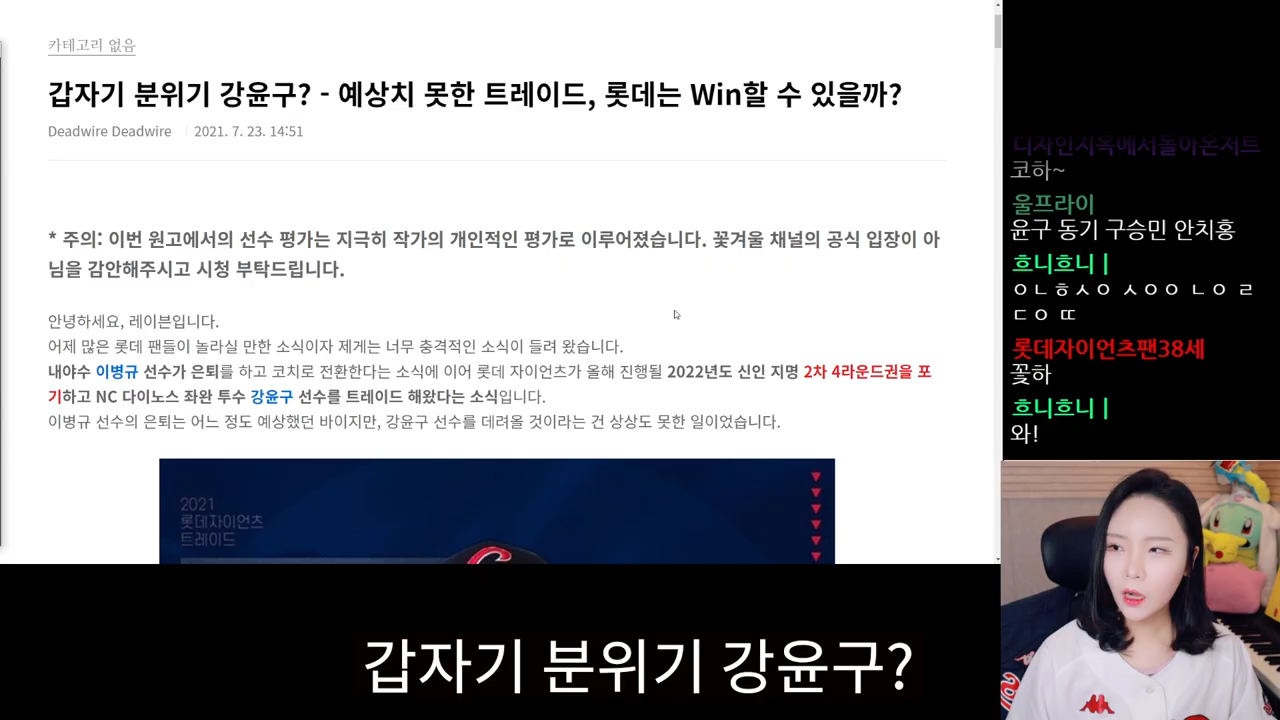 카테고리 없음
갑자기 분위기 강윤구? - 예상치 못한 트레이드, 롯데는 Win할 수 있을까?
Deadwire Deadwire
2021. 7. 23. 14:51
* 주의: 이번 원고에서의 선수 평가는 지극히 작가의 개인적인 평가로 이루어졌습니다. 꽃겨울 채널의 공식 입장이 아
님을 감안해주시고 시청 부탁드립니다.
안녕하세요, 레이븐입니다.
어제 많은 롯데 팬들이 놀라실 만한 소식이자 제게는 너무 충격적인 소식이 들려 왔습니다.
내야수 이병규 선수가 은퇴를 하고 코치로 전환한다는 소식에 이어 롯데 자이언츠가 올해 진행될 2022년도 신인 지명 2차 4라운드권을 포
기하고 NC 다이노스 좌완 투수 강윤구 선수를 트레이드 해왔다는 소식입니다.
이병규 선수의 은퇴는 어느 정도 예상했던 바이지만, 강윤구 선수를 데려올 것이라는 건 상상도 못한 일이었습니다.
2021
롯데자이언츠
트레이드
디자인지옥에서돌아온저트
코하~
울프라이
윤구 동기 구승민 안치홍
흐니흐니 |
ㅇㄴㅎㅅㅇ ㅅㅇㅇ ㄴㅇ ㄹ
ㄷㅇ ㄸ
롯데자이언츠팬38세
꽃하
흐니흐니 |
와!
갑자기 분위기 강윤구?